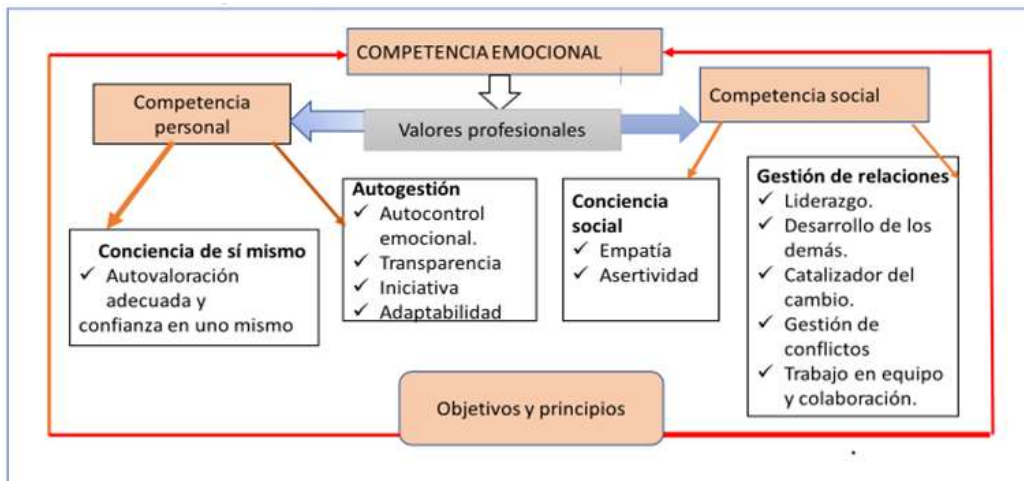 COMPETENCIA EMOCIONAL
Competencia
personal
Valores profesionales
Competencia social
Conciencia de sí mismo
✓ Autovaloración
adecuada y
confianza en uno mismo
Autogestión
✓ Autocontrol
emocional.
✓ Transparencia
✓ Iniciativa
✓ Adaptabilidad
Conciencia
social
✓ Empatía
✓ Asertividad
Gestión de relaciones
✓ Liderazgo.
✓ Desarrollo de los
demás.
✓ Catalizador del
cambio.
✓ Gestión de
conflictos
✓ Trabajo en equipo
y colaboración.
Objetivos y principios